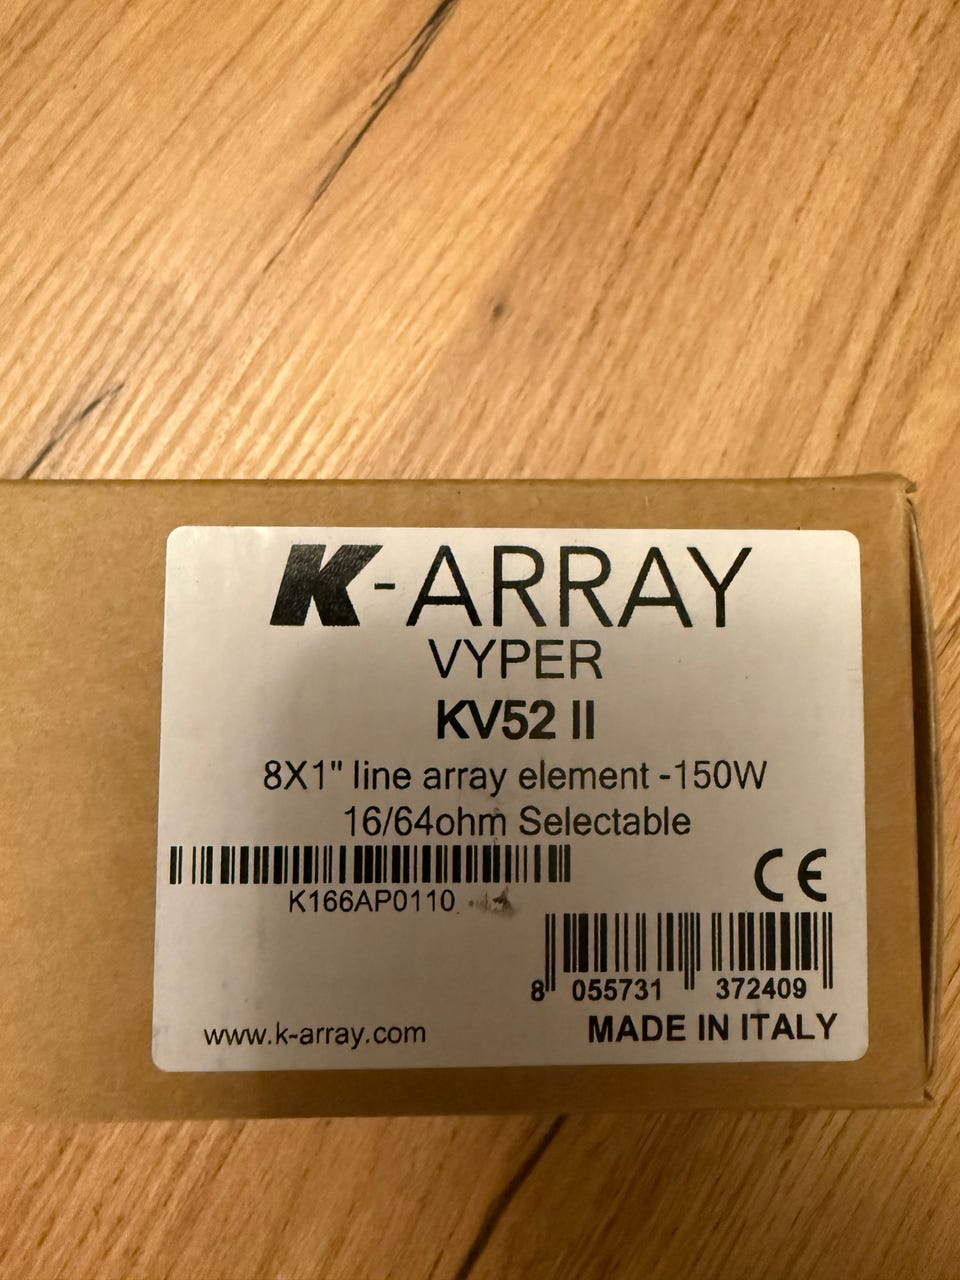 K-ARRAY
VYPER
KV52 II
8X1" line array element -150W
16/64ohm Selectable
CE
K166AP0110
8 055731 372409
www.k-array.com
MADE IN ITALY